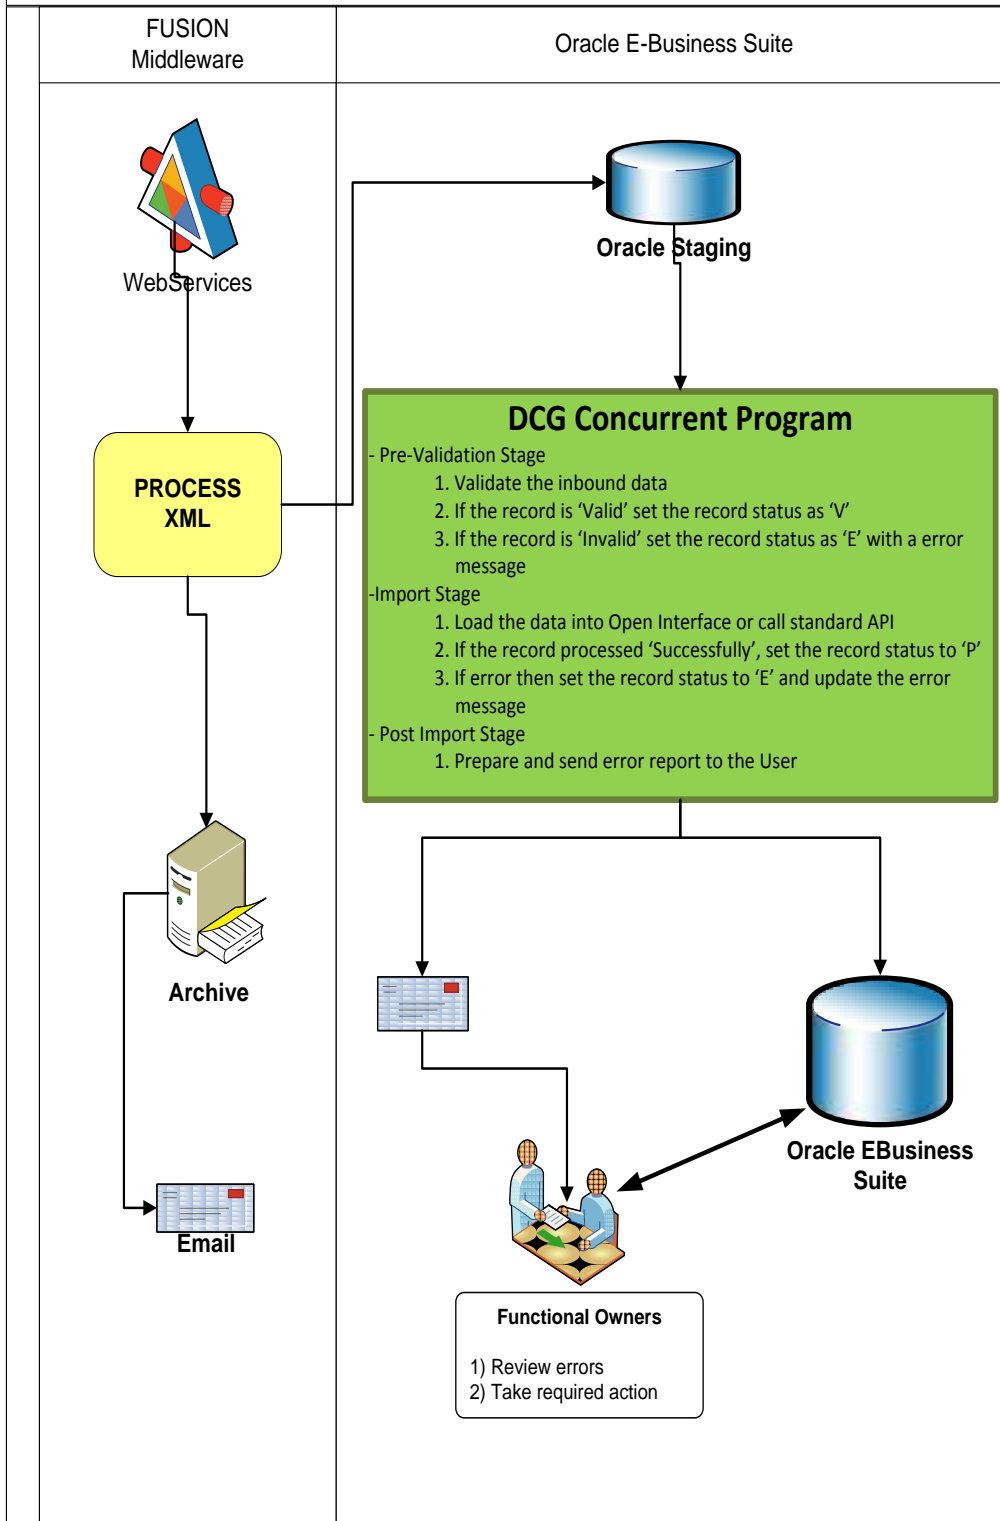 FUSION
Middleware
Oracle E-Business Suite
WebServices
Oracle Staging
PROCESS
XML
DCG Concurrent Program
- Pre-Validation Stage
1. Validate the inbound data
2. If the record is ‘Valid’ set the record status as ‘V’
3. If the record is ‘Invalid’ set the record status as ‘E’ with a error
message
-Import Stage
1. Load the data into Open Interface or call standard API
2. If the record processed ‘Successfully’, set the record status to ‘P’
3. If error then set the record status to ‘E’ and update the error
message
- Post Import Stage
1. Prepare and send error report to the User
Archive
Email
Oracle EBusiness
Suite
Functional Owners
1) Review errors
2) Take required action